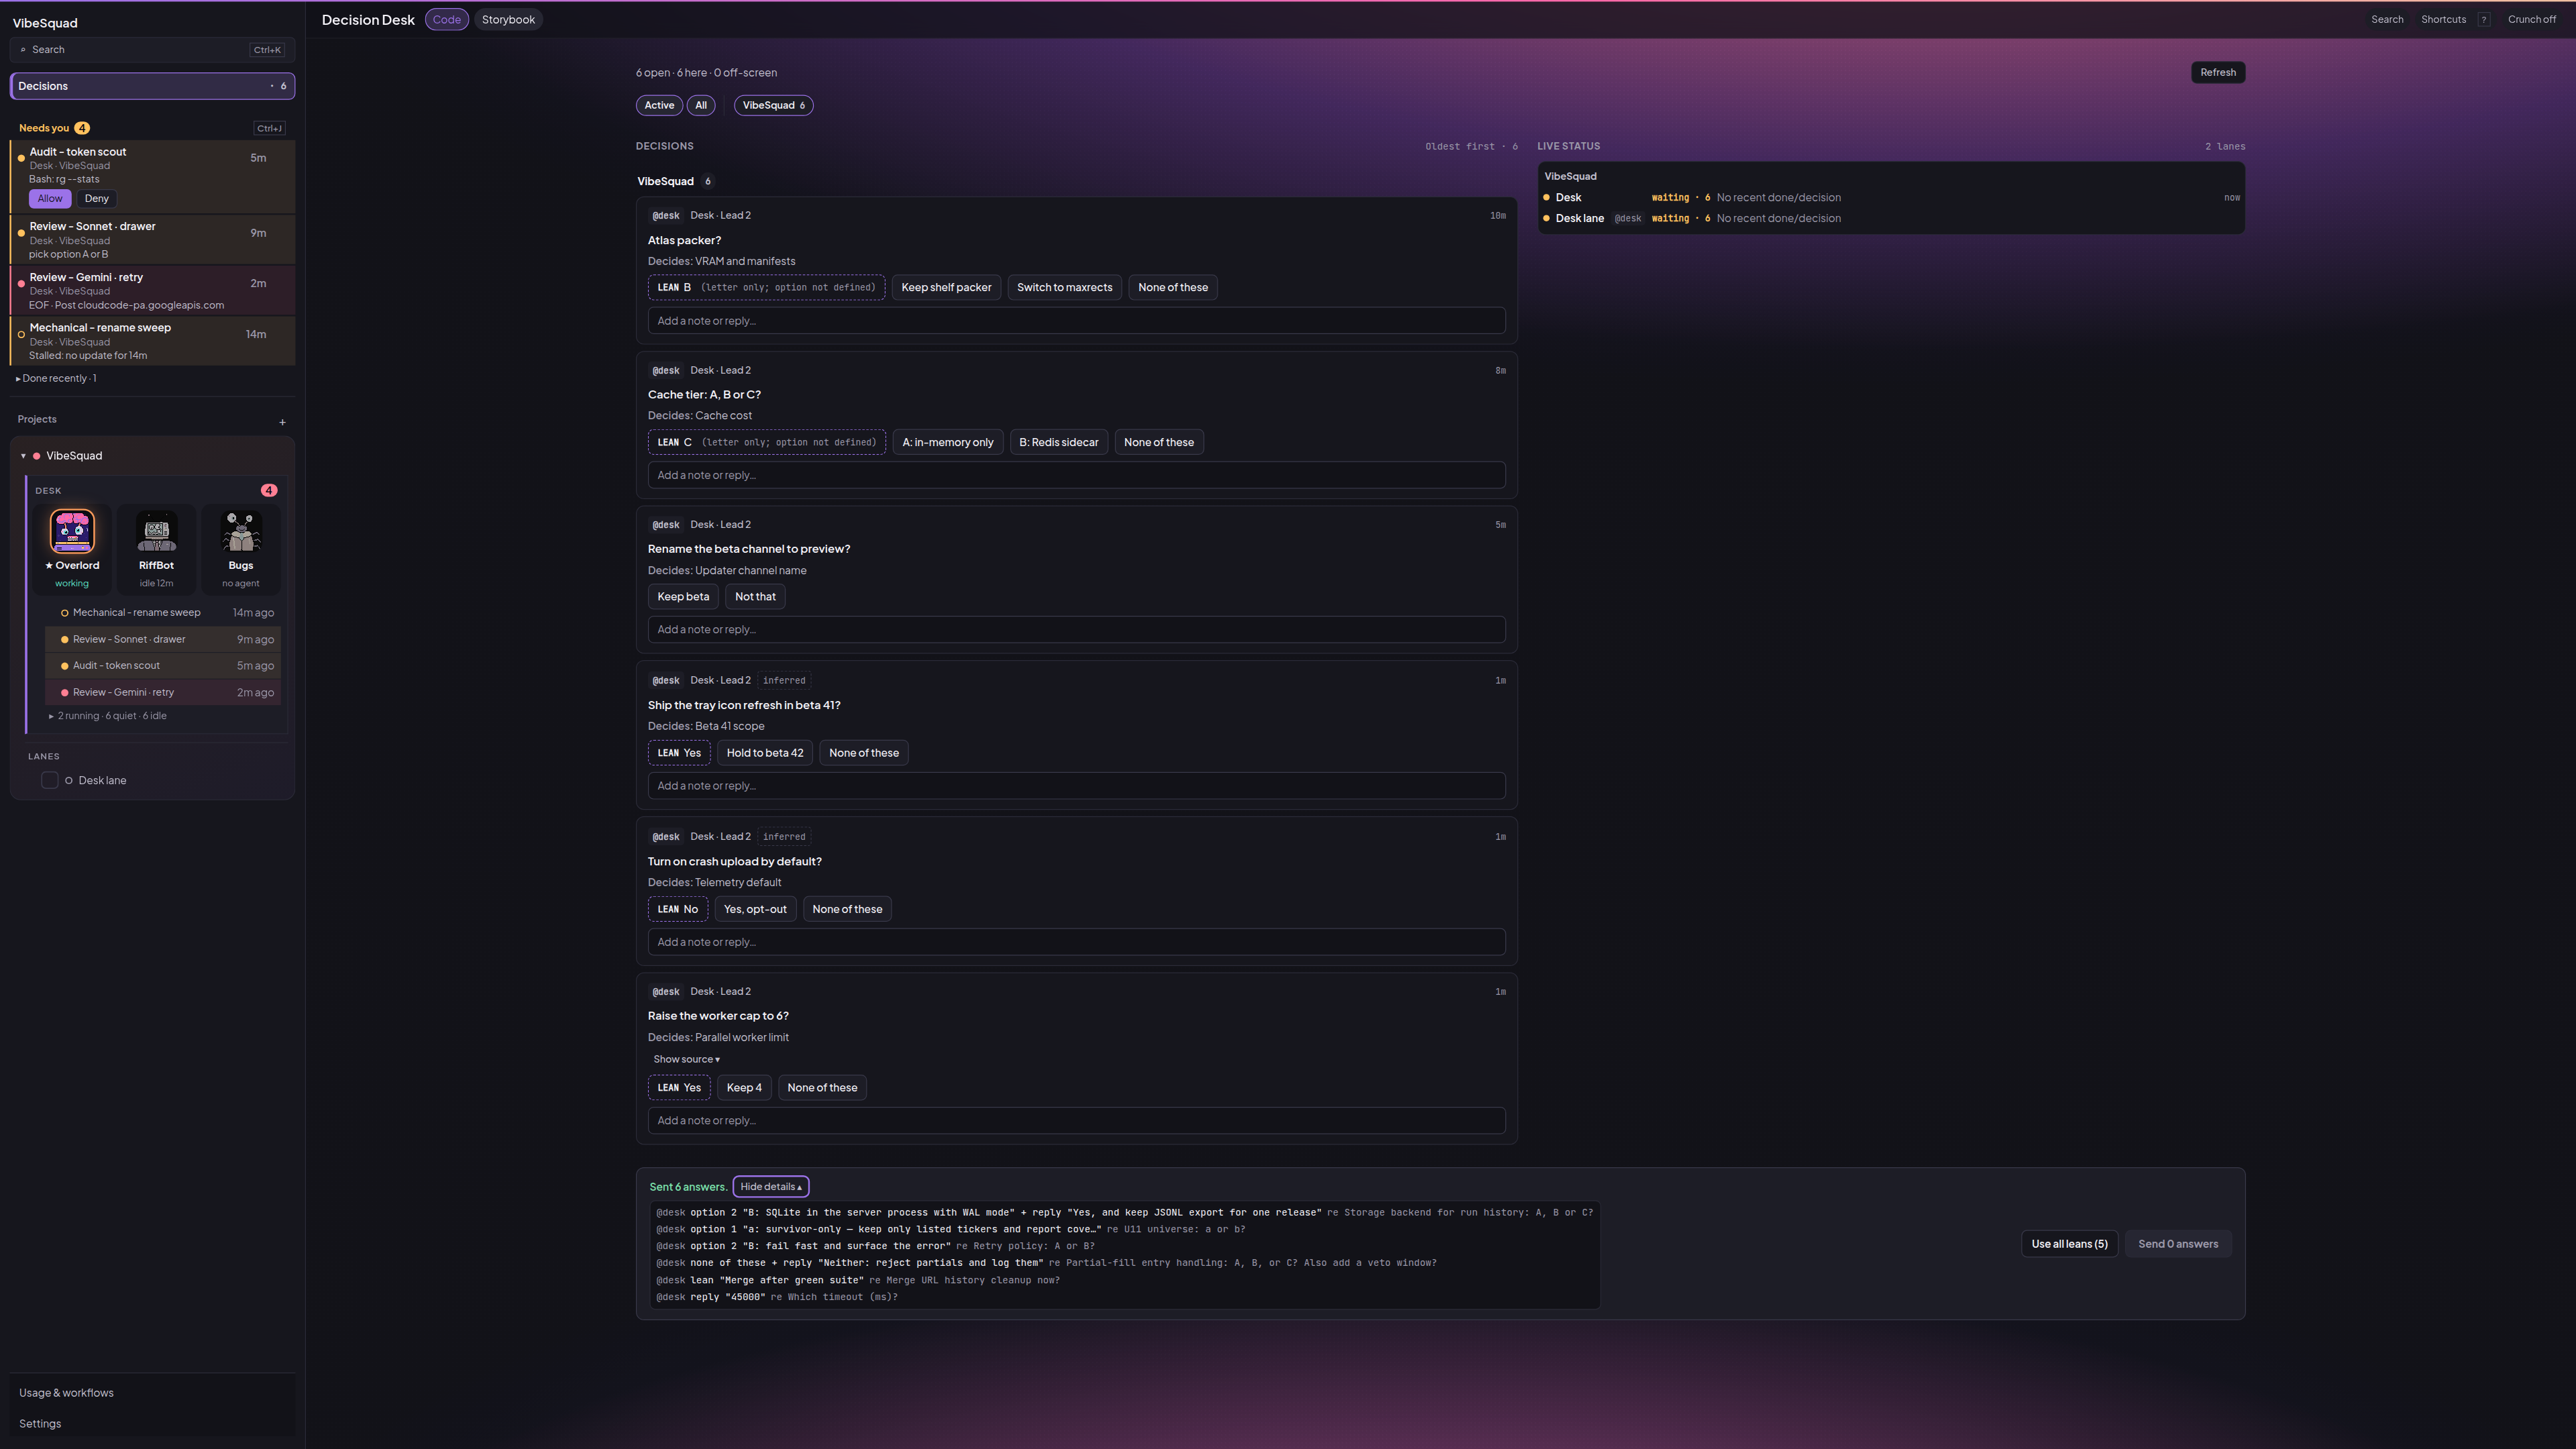 VibeSquad
Search Ctrl+K
Decisions · 6
Needs you 4 Ctrl+J
Audit - token scout 5m
Desk · VibeSquad
Bash: rg --stats
Allow Deny
Review - Sonnet · drawer 9m
Desk · VibeSquad
pick option A or B
Review - Gemini · retry 2m
Desk · VibeSquad
EOF · Post cloudcode-pa.googleapis.com
Mechanical - rename sweep 14m
Desk · VibeSquad
Stalled: no update for 14m
▸ Done recently · 1
Projects +
▾ VibeSquad
DESK 4
★ Overlord RiffBot Bugs
working idle 12m no agent
Mechanical - rename sweep 14m ago
Review - Sonnet · drawer 9m ago
Audit - token scout 5m ago
Review - Gemini · retry 2m ago
▸ 2 running · 6 quiet · 6 idle
LANES
Desk lane
Usage & workflows
Settings
Decision Desk Code Storybook Search Shortcuts ? Crunch off
6 open · 6 here · 0 off-screen Refresh
Active All VibeSquad 6
DECISIONS Oldest first · 6
VibeSquad 6
@desk Desk · Lead 2 10m
Atlas packer?
Decides: VRAM and manifests
LEAN B (letter only; option not defined) Keep shelf packer Switch to maxrects None of these
Add a note or reply…
@desk Desk · Lead 2 8m
Cache tier: A, B or C?
Decides: Cache cost
LEAN C (letter only; option not defined) A: in-memory only B: Redis sidecar None of these
Add a note or reply…
@desk Desk · Lead 2 5m
Rename the beta channel to preview?
Decides: Updater channel name
Keep beta Not that
Add a note or reply…
@desk Desk · Lead 2 inferred 1m
Ship the tray icon refresh in beta 41?
Decides: Beta 41 scope
LEAN Yes Hold to beta 42 None of these
Add a note or reply…
@desk Desk · Lead 2 inferred 1m
Turn on crash upload by default?
Decides: Telemetry default
LEAN No Yes, opt-out None of these
Add a note or reply…
@desk Desk · Lead 2 1m
Raise the worker cap to 6?
Decides: Parallel worker limit
Show source ▾
LEAN Yes Keep 4 None of these
Add a note or reply…
LIVE STATUS 2 lanes
VibeSquad
Desk waiting · 6 No recent done/decision now
Desk lane @desk waiting · 6 No recent done/decision
Sent 6 answers. Hide details ▴
@desk option 2 "B: SQLite in the server process with WAL mode" + reply "Yes, and keep JSONL export for one release" re Storage backend for run history: A, B or C?
@desk option 1 "a: survivor-only — keep only listed tickers and report cove…" re U11 universe: a or b?
@desk option 2 "B: fail fast and surface the error" re Retry policy: A or B?
@desk none of these + reply "Neither: reject partials and log them" re Partial-fill entry handling: A, B, or C? Also add a veto window?
@desk lean "Merge after green suite" re Merge URL history cleanup now?
@desk reply "45000" re Which timeout (ms)?
Use all leans (5) Send 0 answers